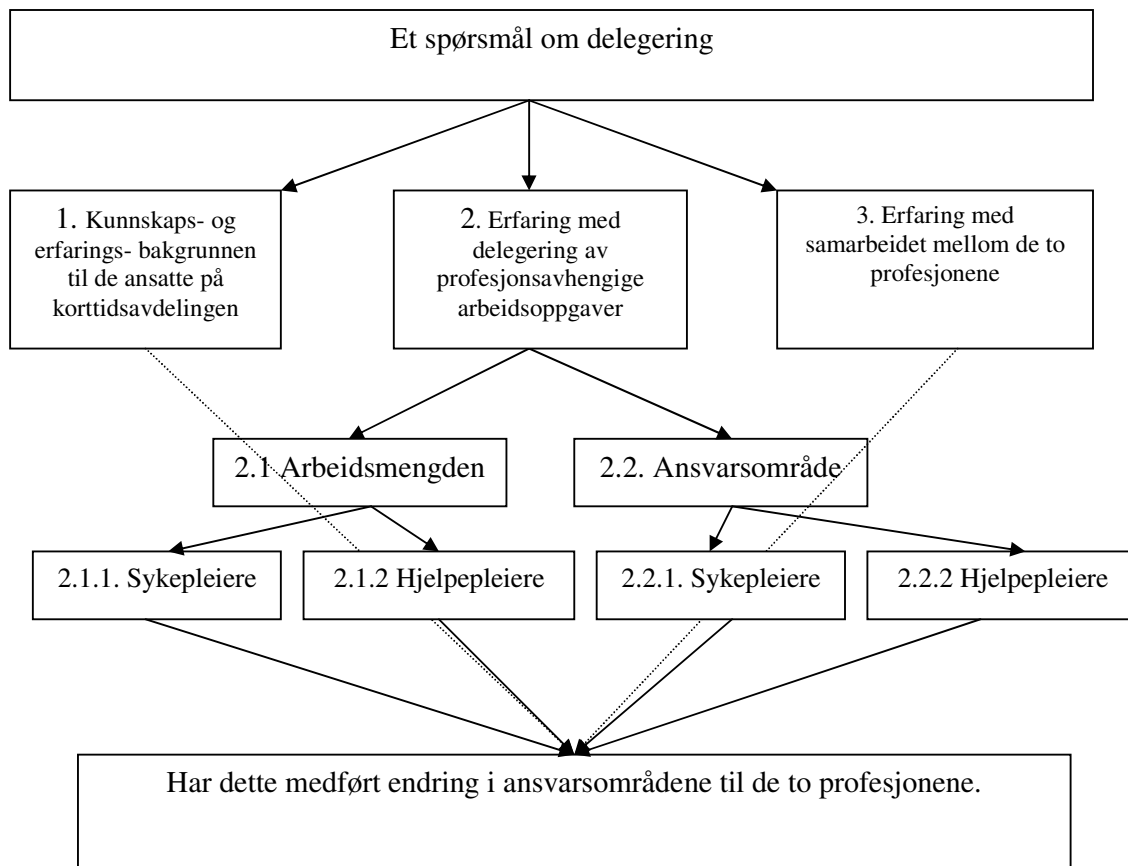 Et spørsmål om delegering
1. Kunnskaps- og
erfarings- bakgrunnen
til de ansatte på
korttidsavdelingen
2. Erfaring med
delegering av
profesjonsavhengige
arbeidsoppgaver
3. Erfaring med
samarbeidet mellom de to
profesjonene
2.1 Arbeidsmengden
2.2. Ansvarsområde
2.1.1. Sykepleiere
2.1.2 Hjelpepleiere
2.2.1. Sykepleiere
2.2.2 Hjelpepleiere
Har dette medført endring i ansvarsområdene til de to profesjonene.